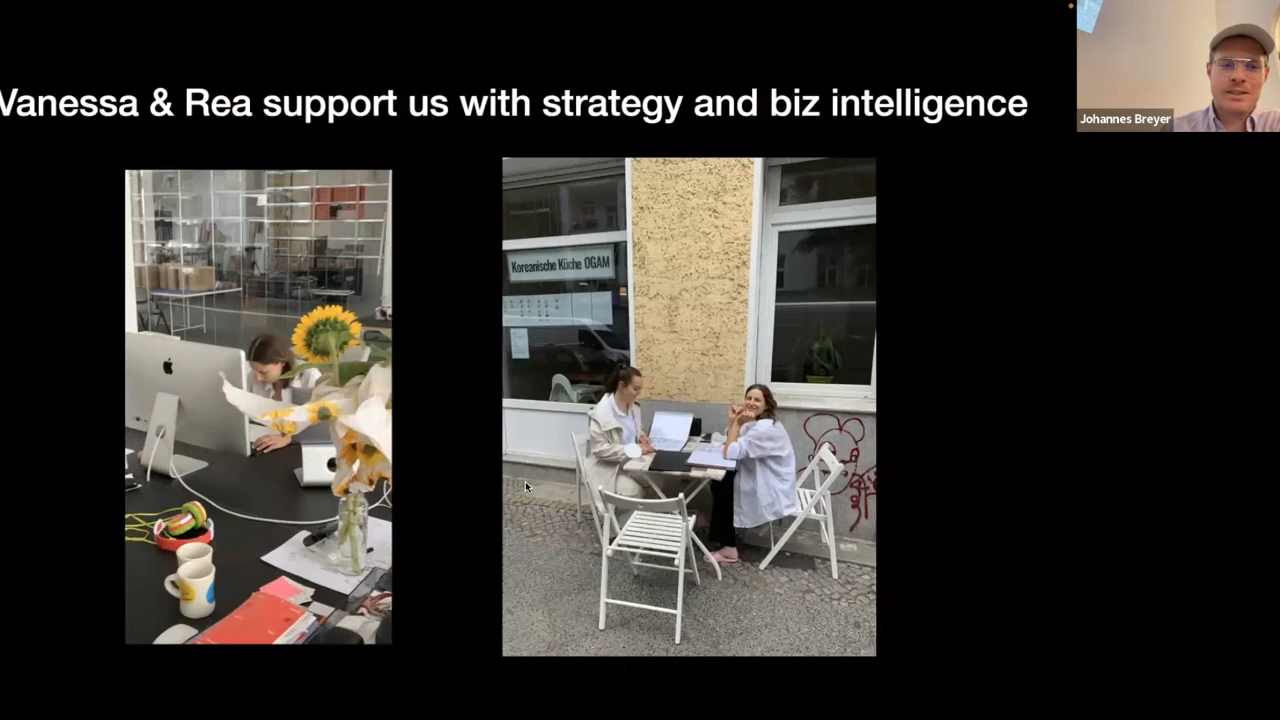 Vanessa & Rea support us with strategy and biz intelligence
Johannes Breyer
Koreanische Küche OGAM